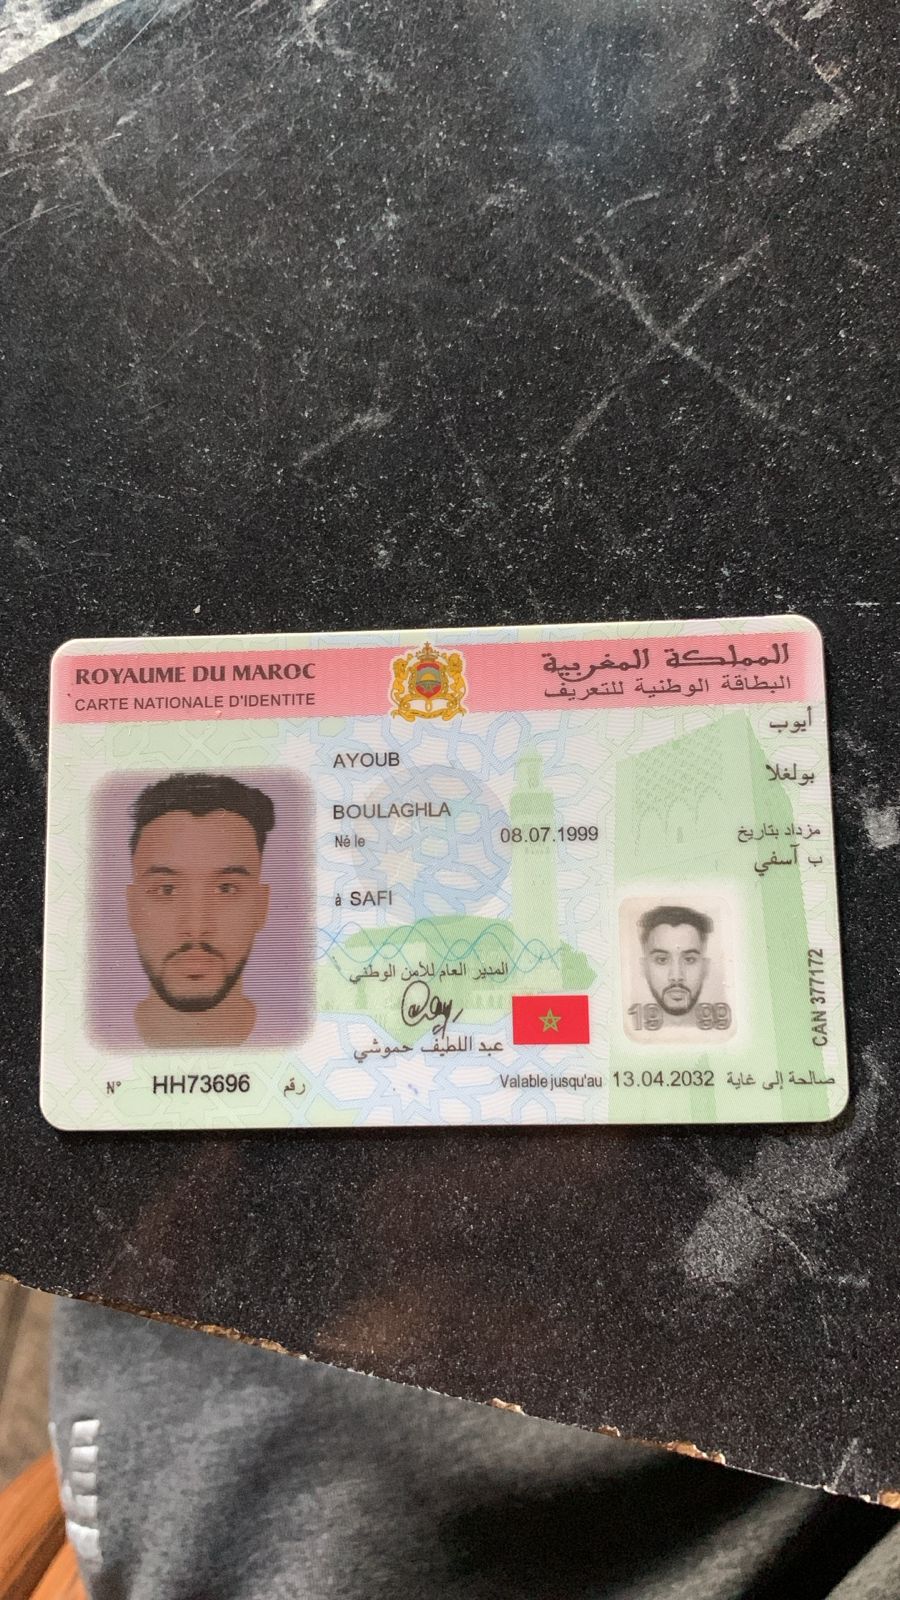 ROYAUME DU MAROC
المملكة المغربية
CARTE NATIONALE D'IDENTITE
البطاقة الوطنية للتعريف
أيوب
AYOUB
بولغلا
BOULAGHLA
Né le 08.07.1999 مزداد بتاريخ
ب آسفي
à SAFI
المدير العام للأمن الوطني
عبد اللطيف حموشي
19 99
CAN 377172
N° HH73696 رقم
Valable jusqu'au 13.04.2032 صالحة إلى غاية